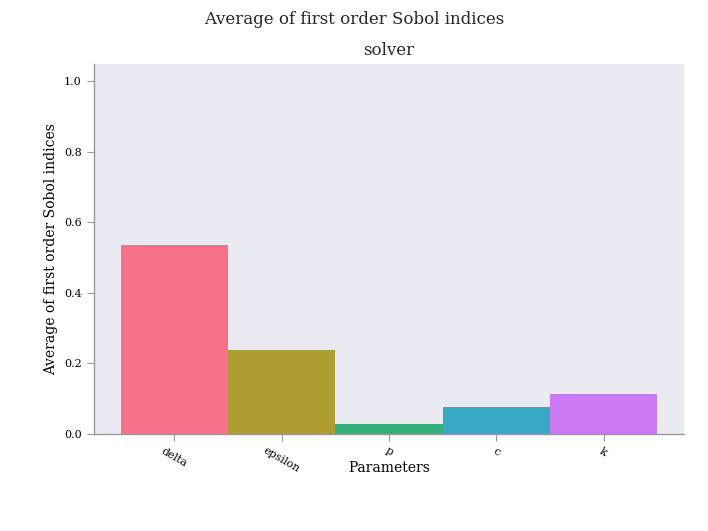 Average of first order Sobol indices
solver
Average of first order Sobol indices
1.0
0.8
0.6
0.4
0.2
0.0
delta
epsilon
p
c
k
Parameters